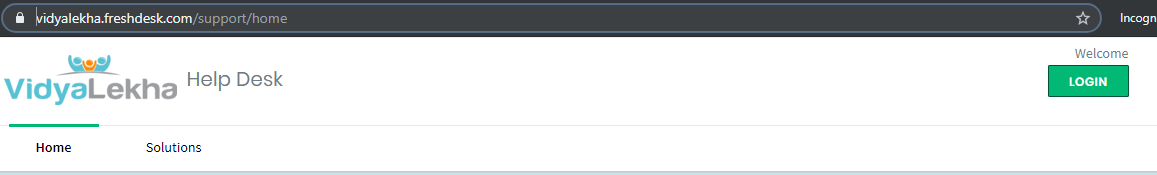 vidyalekha.freshdesk.com/support/home
Incogn
Welcome
VidyaLekha Help Desk
LOGIN
Home
Solutions